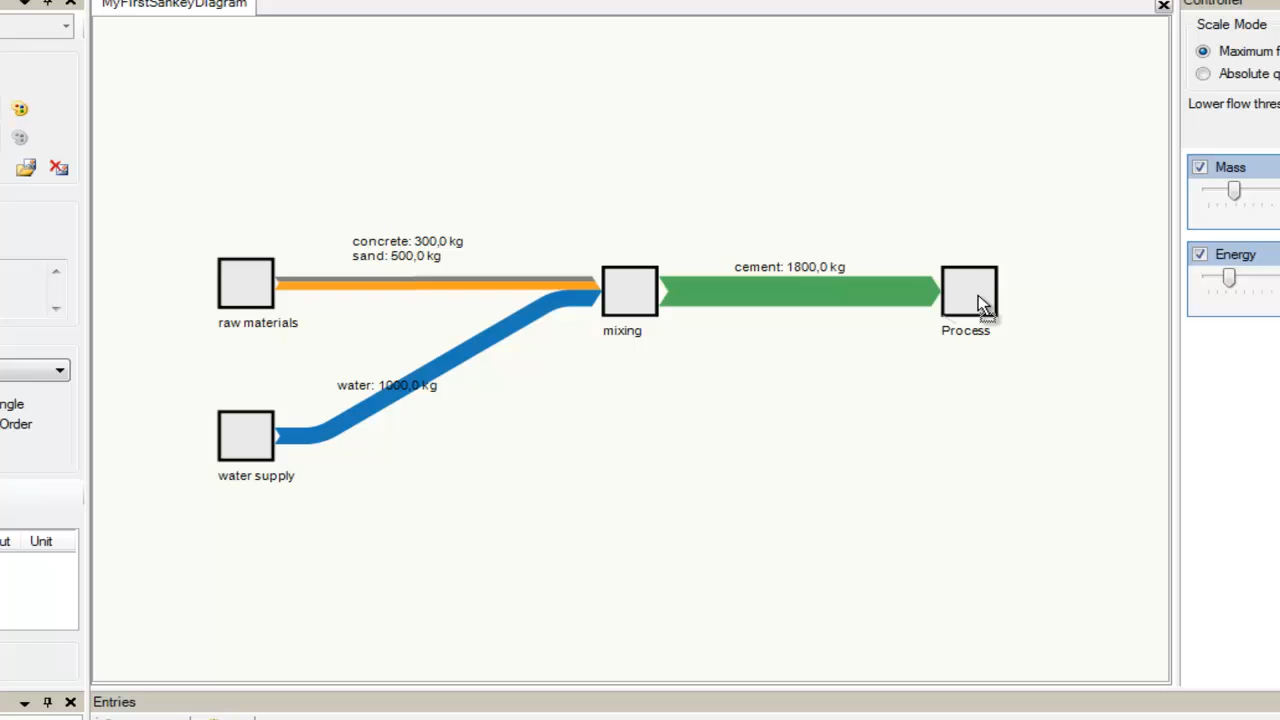 MyFirstSankeyDiagram
Controller
Scale Mode
Maximum f
Absolute q
Lower flow thres
Mass
Energy
concrete: 300,0 kg
sand: 500,0 kg
cement: 1800,0 kg
raw materials
mixing
Process
water: 1000,0 kg
water supply
ngle
Order
ut Unit
Entries